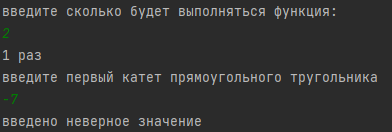 введите сколько будет выполняться функция:
2
1 раз
введите первый катет прямоугольного тругольника
-7
введено неверное значение